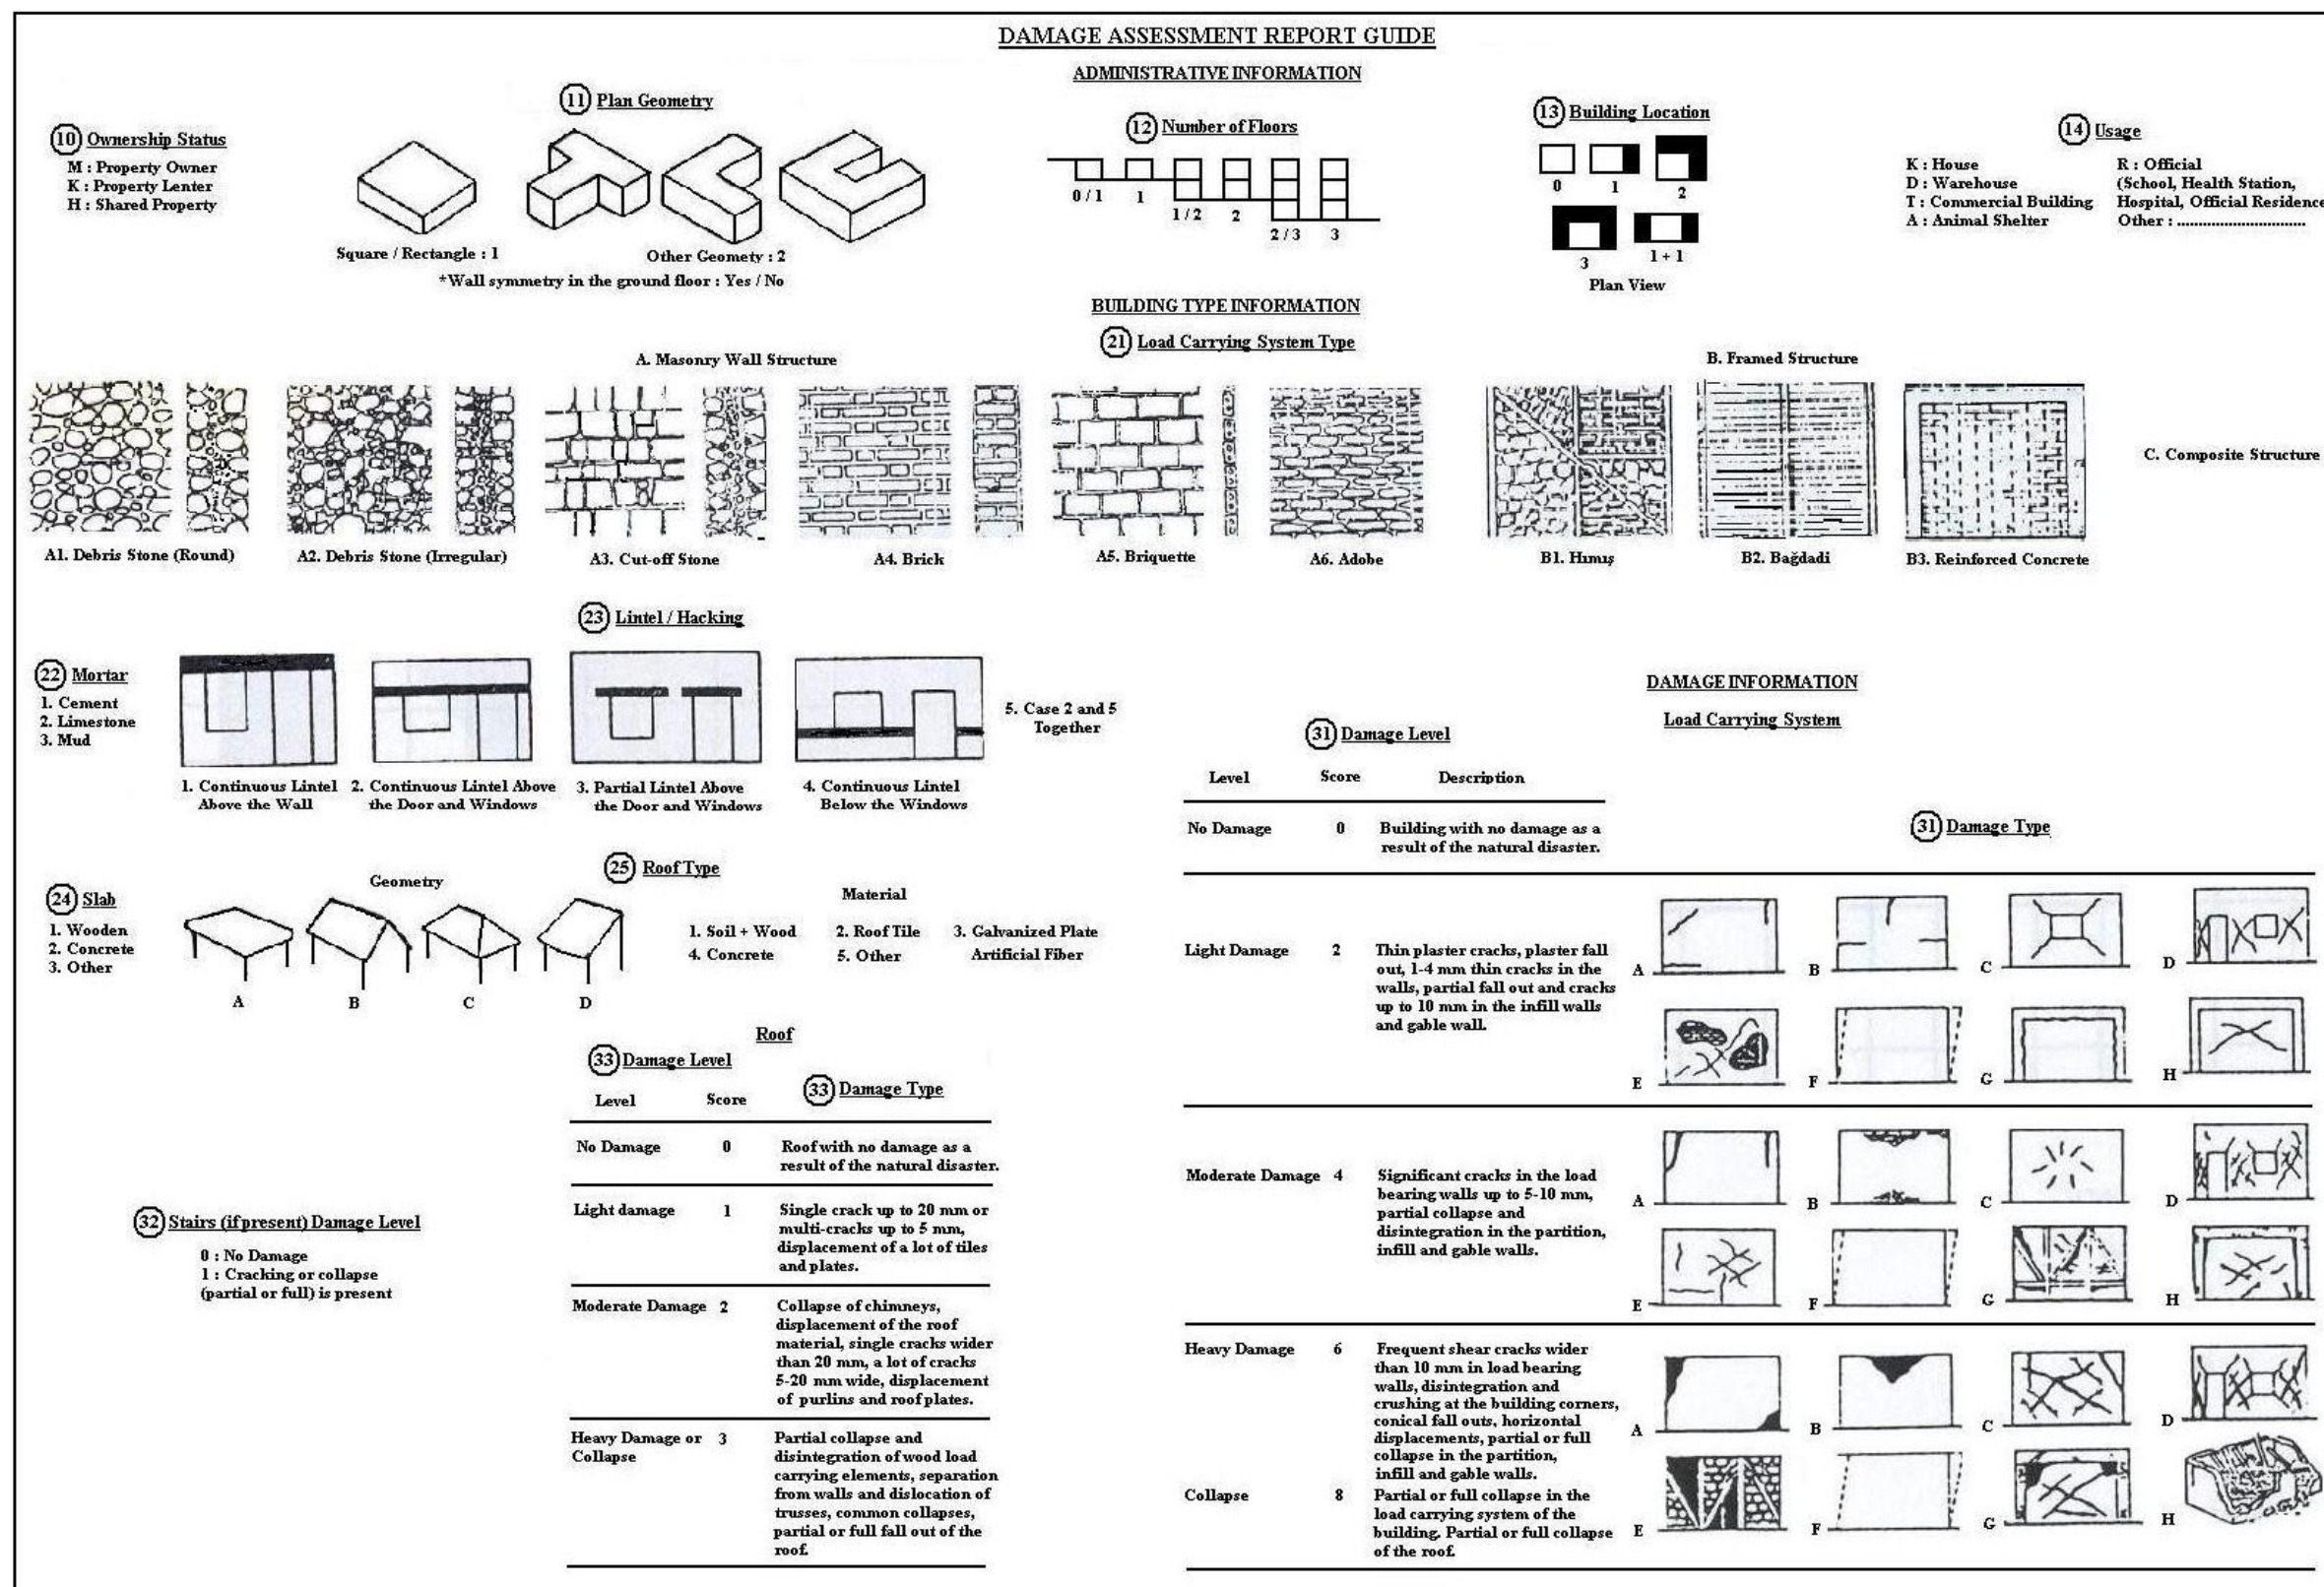 DAMAGE ASSESSMENT REPORT GUIDE
ADMINISTRATIVE INFORMATION
10 Ownership Status
M : Property Owner
K : Property Lenter
H : Shared Property
11 Plan Geometry
Square / Rectangle : 1
Other Geomety : 2
*Wall symmetry in the ground floor : Yes / No
12 Number of Floors
0 / 1
1
1 / 2
2
2 / 3
3
13 Building Location
0
1
2
3
1 + 1
Plan View
14 Usage
K : House
D : Warehouse
T : Commercial Building
A : Animal Shelter
R : Official
(School, Health Station,
Hospital, Official Residence
Other : ..............................
BUILDING TYPE INFORMATION
21 Load Carrying System Type
A. Masonry Wall Structure
A1. Debris Stone (Round)
A2. Debris Stone (Irregular)
A3. Cut-off Stone
A4. Brick
A5. Briquette
A6. Adobe
B. Framed Structure
B1. Hımış
B2. Bağdadi
B3. Reinforced Concrete
C. Composite Structure
22 Mortar
1. Cement
2. Limestone
3. Mud
23 Lintel / Hacking
1. Continuous Lintel
Above the Wall
2. Continuous Lintel Above
the Door and Windows
3. Partial Lintel Above
the Door and Windows
4. Continuous Lintel
Below the Windows
5. Case 2 and 5
Together
24 Slab
1. Wooden
2. Concrete
3. Other
25 Roof Type
Geometry
A
B
C
D
Material
1. Soil + Wood
2. Roof Tile
3. Galvanized Plate
Artificial Fiber
4. Concrete
5. Other
32 Stairs (if present) Damage Level
0 : No Damage
1 : Cracking or collapse
(partial or full) is present
Roof
33 Damage Level
33 Damage Type
Level
Score
No Damage 0 Roof with no damage as a
result of the natural disaster.
Light damage 1 Single crack up to 20 mm or
multi-cracks up to 5 mm,
displacement of a lot of tiles
and plates.
Moderate Damage 2 Collapse of chimneys,
displacement of the roof
material, single cracks wider
than 20 mm, a lot of cracks
5-20 mm wide, displacement
of purlins and roof plates.
Heavy Damage or 3 Partial collapse and
Collapse disintegration of wood load
carrying elements, separation
from walls and dislocation of
trusses, common collapses,
partial or full fall out of the
roof.
DAMAGE INFORMATION
Load Carrying System
31 Damage Level
Level Score Description
31 Damage Type
No Damage 0 Building with no damage as a
result of the natural disaster.
Light Damage 2 Thin plaster cracks, plaster fall
out, 1-4 mm thin cracks in the
walls, partial fall out and cracks
up to 10 mm in the infill walls
and gable wall.
A
B
C
D
E
F
G
H
Moderate Damage 4 Significant cracks in the load
bearing walls up to 5-10 mm,
partial collapse and
disintegration in the partition,
infill and gable walls.
A
B
C
D
E
F
G
H
Heavy Damage 6 Frequent shear cracks wider
than 10 mm in load bearing
walls, disintegration and
crushing at the building corners,
conical fall outs, horizontal
displacements, partial or full
collapse in the partition,
infill and gable walls.
Collapse 8 Partial or full collapse in the
load carrying system of the
building. Partial or full collapse
of the roof.
A
B
C
D
E
F
G
H